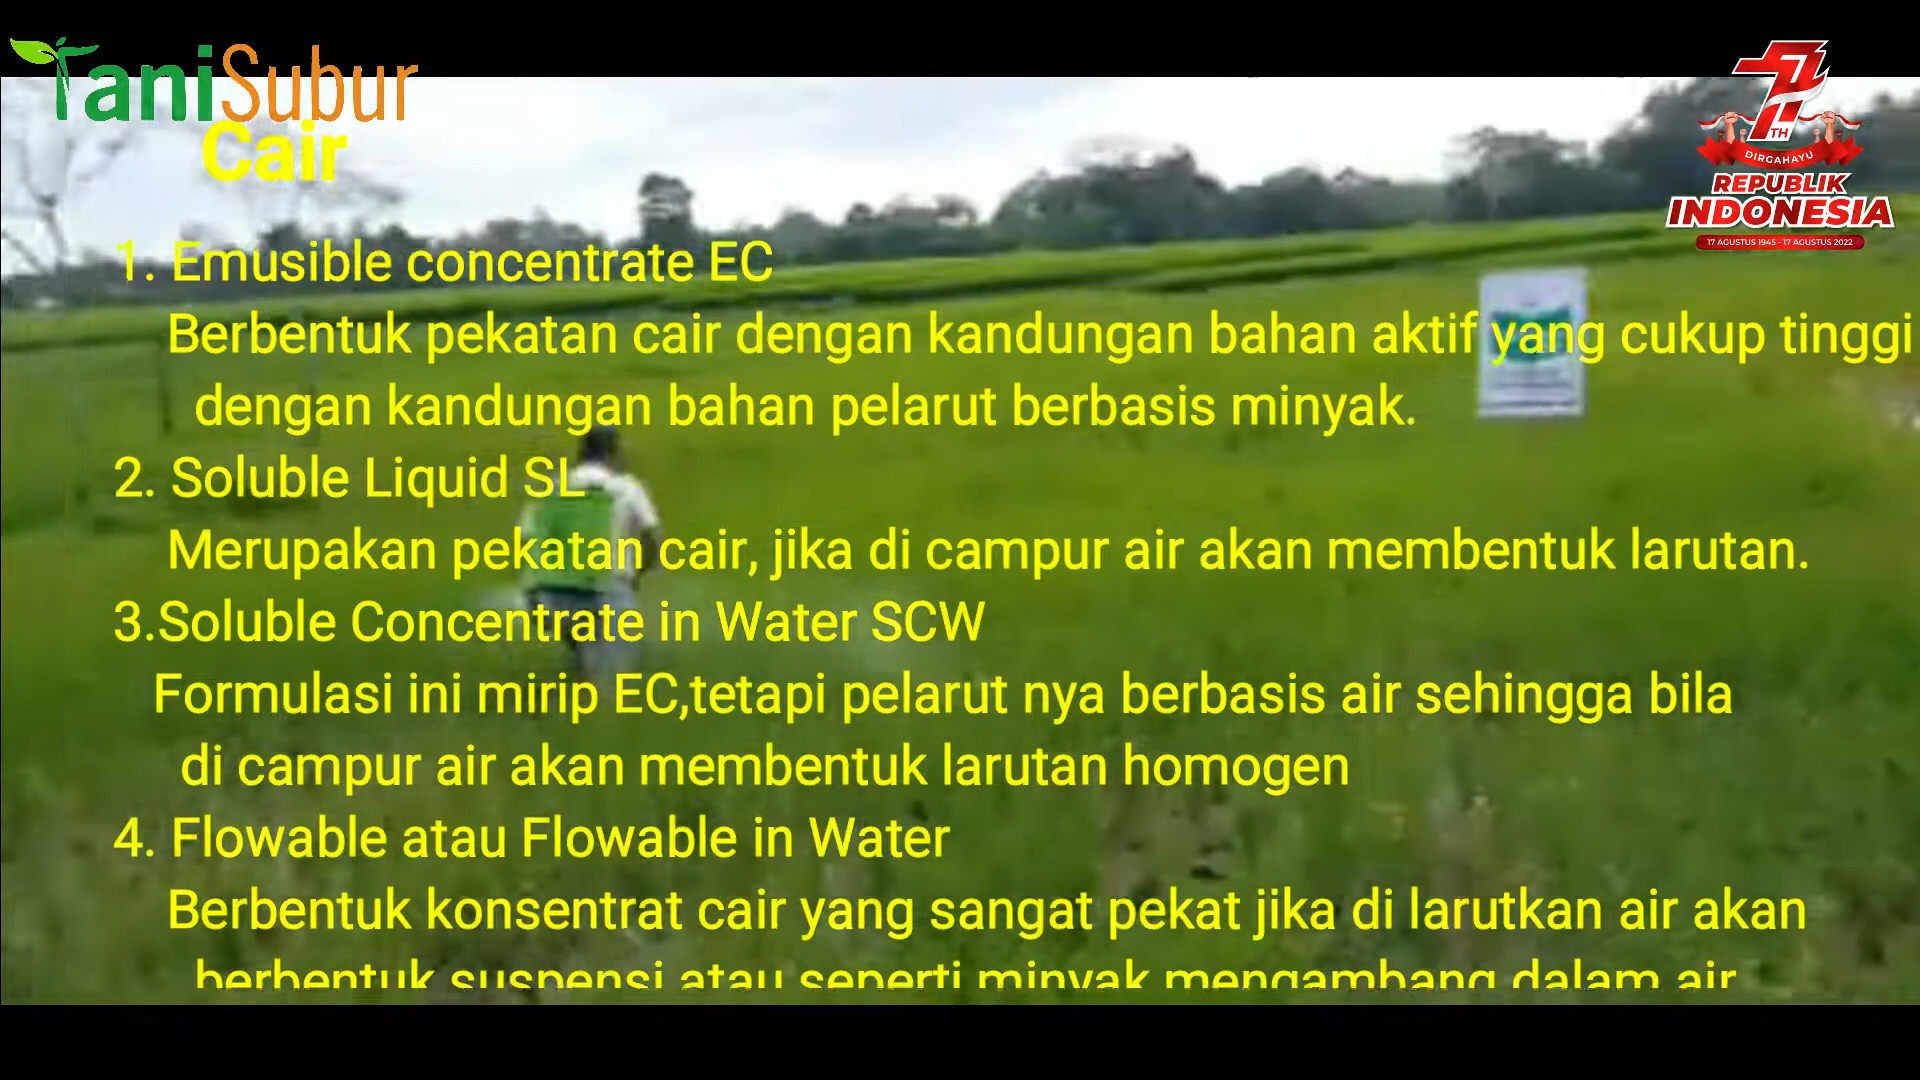 TaniSubur
Cair
1. Emusible concentrate EC
Berbentuk pekatan cair dengan kandungan bahan aktif yang cukup tinggi
dengan kandungan bahan pelarut berbasis minyak.
2. Soluble Liquid SL
Merupakan pekatan cair, jika di campur air akan membentuk larutan.
3.Soluble Concentrate in Water SCW
Formulasi ini mirip EC,tetapi pelarut nya berbasis air sehingga bila
di campur air akan membentuk larutan homogen
4. Flowable atau Flowable in Water
Berbentuk konsentrat cair yang sangat pekat jika di larutkan air akan
berbentuk suspensi atau seperti minyak mengambang dalam air
77
TH
DIRGAHAYU
REPUBLIK
INDONESIA
17 AGUSTUS 1945 - 17 AGUSTUS 2022